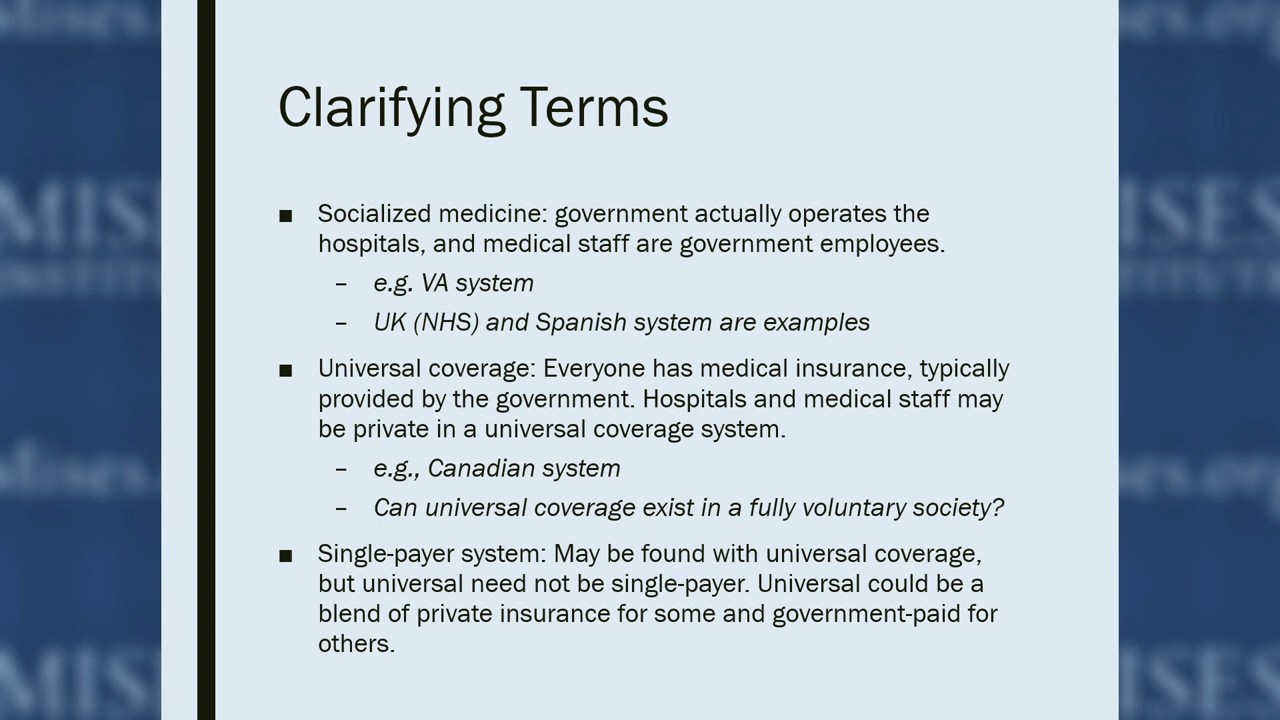 Clarifying Terms
■ Socialized medicine: government actually operates the
hospitals, and medical staff are government employees.
– e.g. VA system
– UK (NHS) and Spanish system are examples
■ Universal coverage: Everyone has medical insurance, typically
provided by the government. Hospitals and medical staff may
be private in a universal coverage system.
– e.g., Canadian system
– Can universal coverage exist in a fully voluntary society?
■ Single-payer system: May be found with universal coverage,
but universal need not be single-payer. Universal could be a
blend of private insurance for some and government-paid for
others.